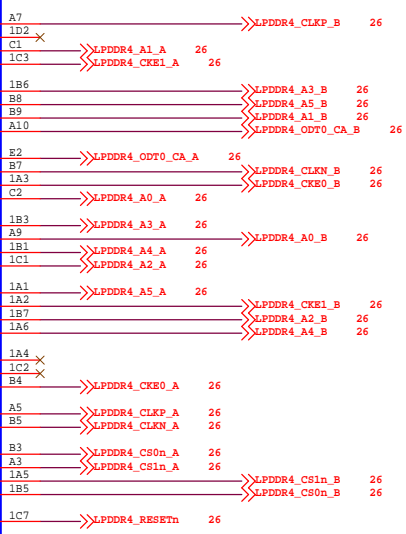 A7 LPDDR4_CLKP_B 26
1D2
C1 LPDDR4_A1_A 26
1C3 LPDDR4_CKE1_A 26
1B6 LPDDR4_A3_B 26
B8 LPDDR4_A5_B 26
B9 LPDDR4_A1_B 26
A10 LPDDR4_ODT0_CA_B 26
E2 LPDDR4_ODT0_CA_A 26
B7 LPDDR4_CLKN_B 26
1A3 LPDDR4_CKE0_B 26
C2 LPDDR4_A0_A 26
1B3 LPDDR4_A3_A 26
A9 LPDDR4_A0_B 26
1B1 LPDDR4_A4_A 26
1C1 LPDDR4_A2_A 26
1A1 LPDDR4_A5_A 26
1A2 LPDDR4_CKE1_B 26
1B7 LPDDR4_A2_B 26
1A6 LPDDR4_A4_B 26
1A4
1C2
B4 LPDDR4_CKE0_A 26
A5 LPDDR4_CLKP_A 26
B5 LPDDR4_CLKN_A 26
B3 LPDDR4_CS0n_A 26
A3 LPDDR4_CS1n_A 26
1A5 LPDDR4_CS1n_B 26
1B5 LPDDR4_CS0n_B 26
1C7 LPDDR4_RESETn 26